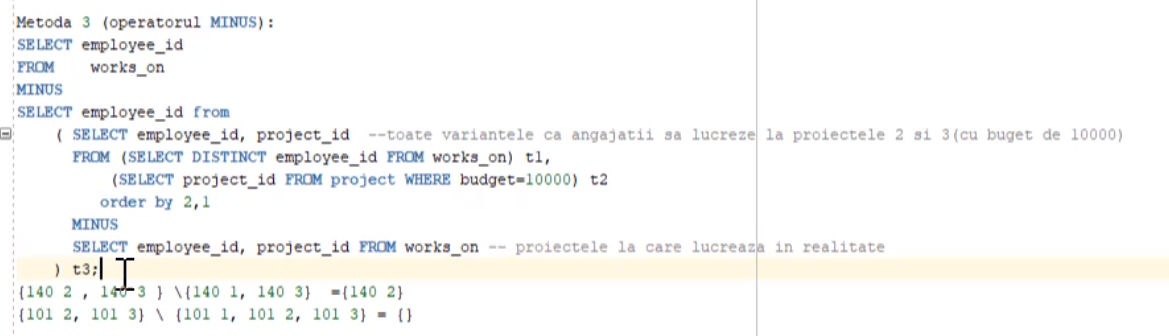 Metoda 3 (operatorul MINUS):
SELECT employee_id
FROM works_on
MINUS
SELECT employee_id from
( SELECT employee_id, project_id --toate variantele ca angajatii sa lucreze la proiectele 2 si 3(cu buget de 10000)
FROM (SELECT DISTINCT employee_id FROM works_on) t1,
(SELECT project_id FROM project WHERE budget=10000) t2
order by 2,1
MINUS
SELECT employee_id, project_id FROM works_on -- proiectele la care lucreaza in realitate
) t3;
{140 2 , 140 3 } \{140 1, 140 3} ={140 2}
{101 2, 101 3} \ {101 1, 101 2, 101 3} = {}